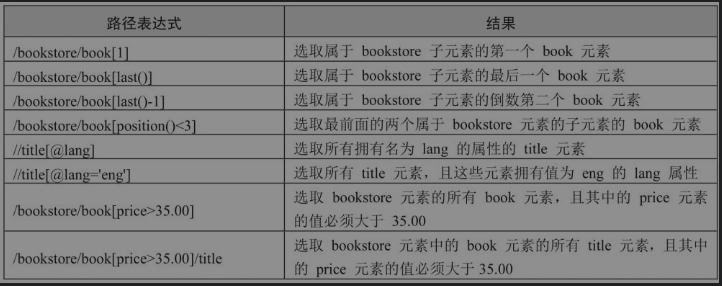 路径表达式 结果
/bookstore/book[1] 选取属于 bookstore 子元素的第一个 book 元素
/bookstore/book[last()] 选取属于 bookstore 子元素的最后一个 book 元素
/bookstore/book[last()-1] 选取属于 bookstore 子元素的倒数第二个 book 元素
/bookstore/book[position()<3] 选取最前面的两个属于 bookstore 元素的子元素的 book 元素
//title[@lang] 选取所有拥有名为 lang 的属性的 title 元素
//title[@lang='eng'] 选取所有 title 元素，且这些元素拥有值为 eng 的 lang 属性
/bookstore/book[price>35.00] 选取 bookstore 元素的所有 book 元素，且其中的 price 元素
的值必须大于 35.00
/bookstore/book[price>35.00]/title 选取 bookstore 元素中的 book 元素的所有 title 元素，且其中
的 price 元素的值必须大于 35.00